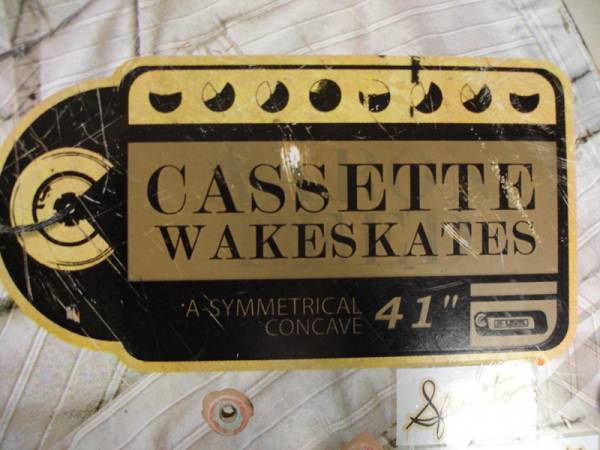 CASSETTE
WAKESKATES
A-SYMMETRICAL
CONCAVE 41"